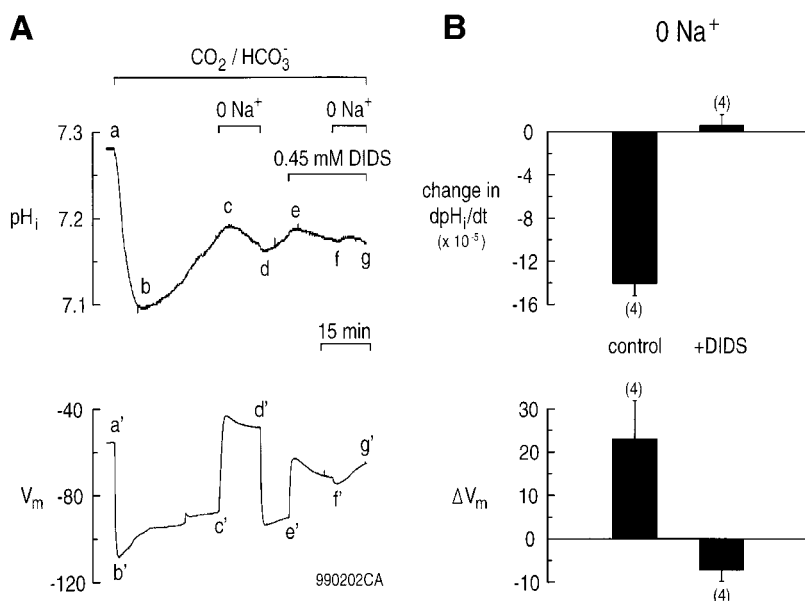 A
CO₂ / HCO₃⁻
0 Na⁺ 0 Na⁺
0.45 mM DIDS
7.3
7.2
7.1
pHᵢ
a
b
c
d
e
f
g
15 min
-40
-80
-120
Vₘ
a'
b'
c'
d'
e'
f'
g'
990202CA
B
0 Na⁺
(4)
0
-4
-8
-12
-16
change in
dpHᵢ/dt
(x 10⁻⁵)
(4)
control +DIDS
(4)
30
20
10
0
-10
ΔVₘ
(4)